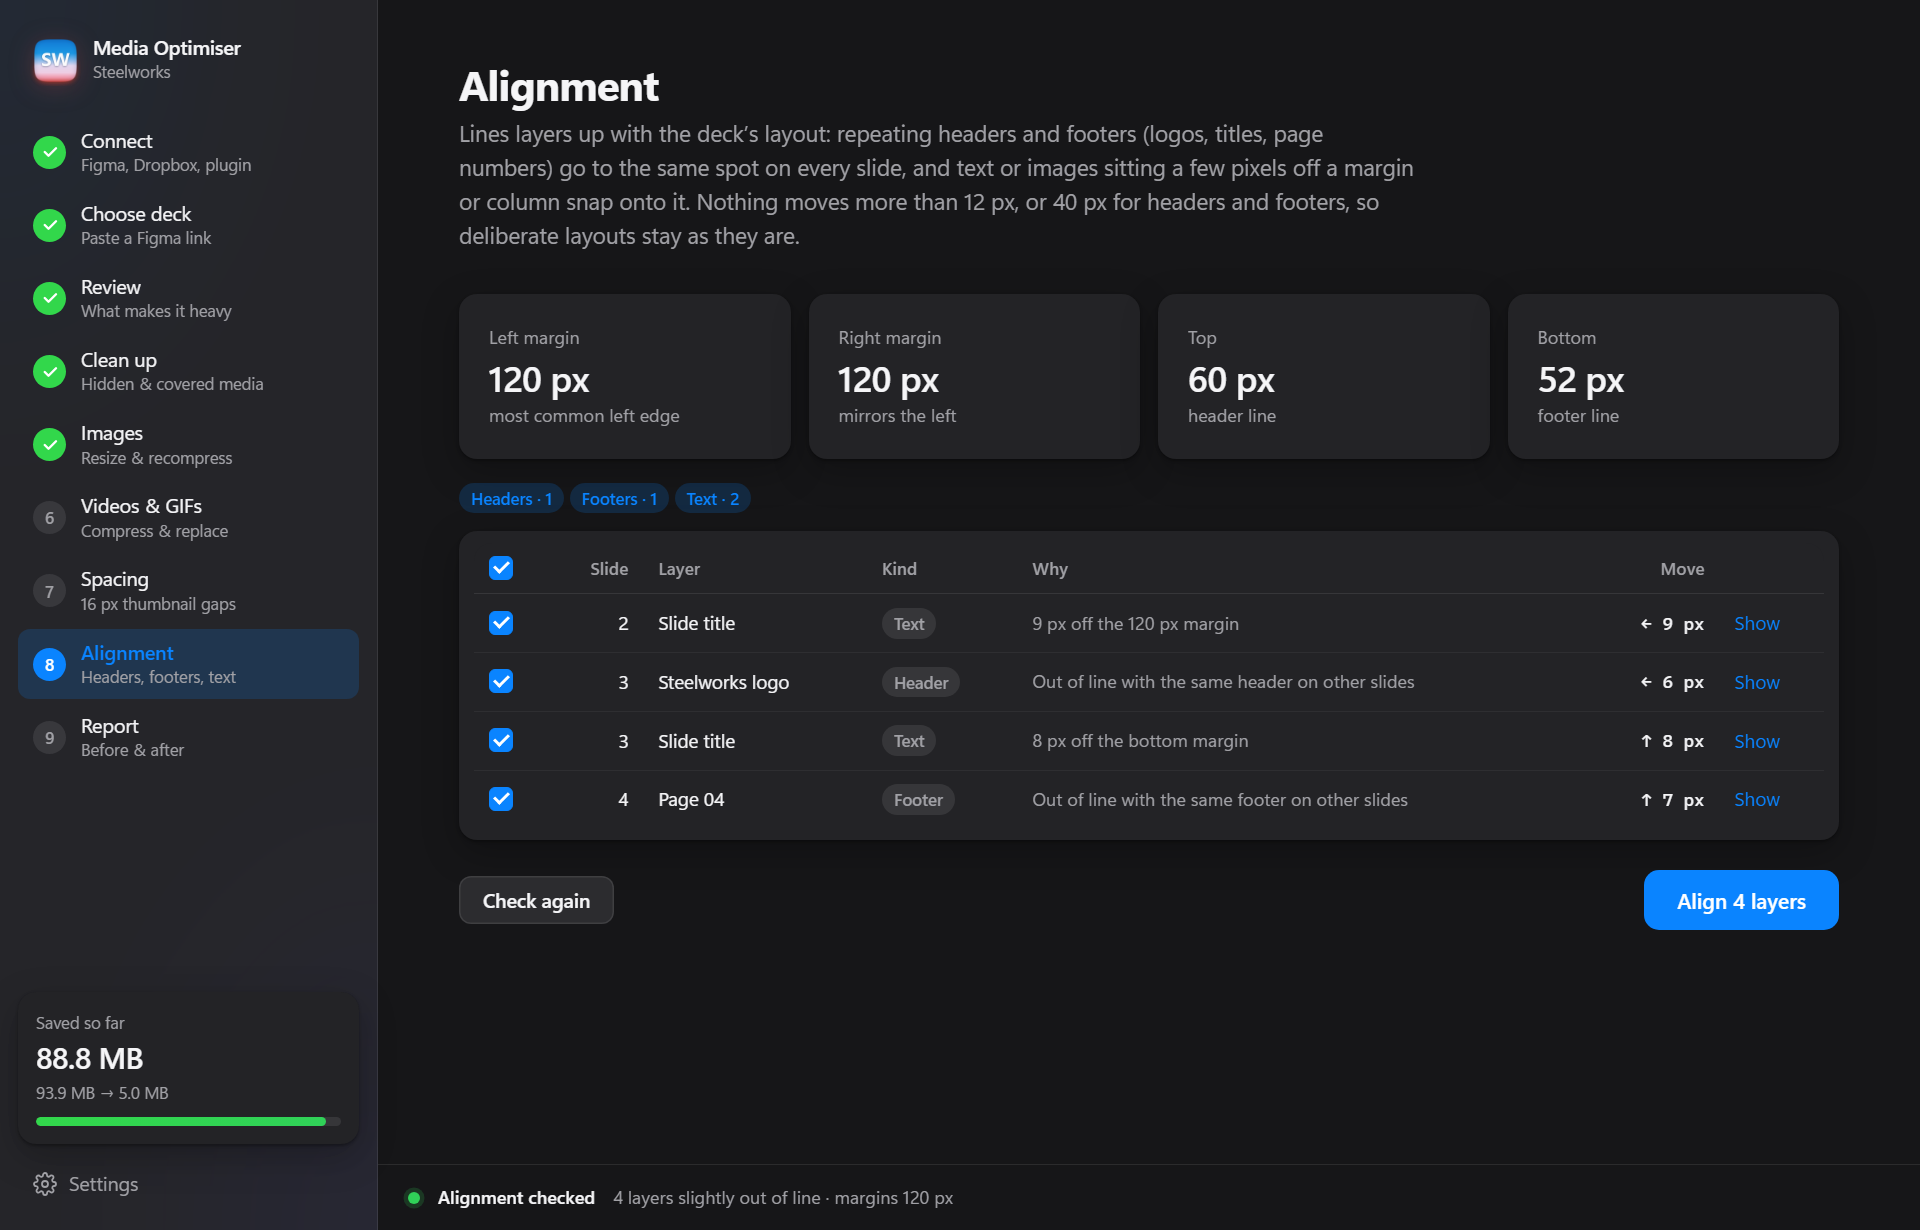 SW
Media Optimiser
Steelworks
Connect
Figma, Dropbox, plugin
Choose deck
Paste a Figma link
Review
What makes it heavy
Clean up
Hidden & covered media
Images
Resize & recompress
6
Videos & GIFs
Compress & replace
7
Spacing
16 px thumbnail gaps
8
Alignment
Headers, footers, text
9
Report
Before & after
Saved so far
88.8 MB
93.9 MB → 5.0 MB
Settings
Alignment
Lines layers up with the deck’s layout: repeating headers and footers (logos, titles, page
numbers) go to the same spot on every slide, and text or images sitting a few pixels off a margin
or column snap onto it. Nothing moves more than 12 px, or 40 px for headers and footers, so
deliberate layouts stay as they are.
Left margin
120 px
most common left edge
Right margin
120 px
mirrors the left
Top
60 px
header line
Bottom
52 px
footer line
Headers · 1 Footers · 1 Text · 2
Slide Layer Kind Why Move
2 Slide title Text 9 px off the 120 px margin ← 9 px Show
3 Steelworks logo Header Out of line with the same header on other slides ← 6 px Show
3 Slide title Text 8 px off the bottom margin ↑ 8 px Show
4 Page 04 Footer Out of line with the same footer on other slides ↑ 7 px Show
Check again
Align 4 layers
Alignment checked 4 layers slightly out of line · margins 120 px